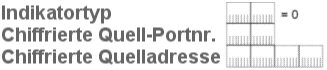 Indikatortyp = 0
Chiffrierte Quell-Portnr.
Chiffrierte Quelladresse